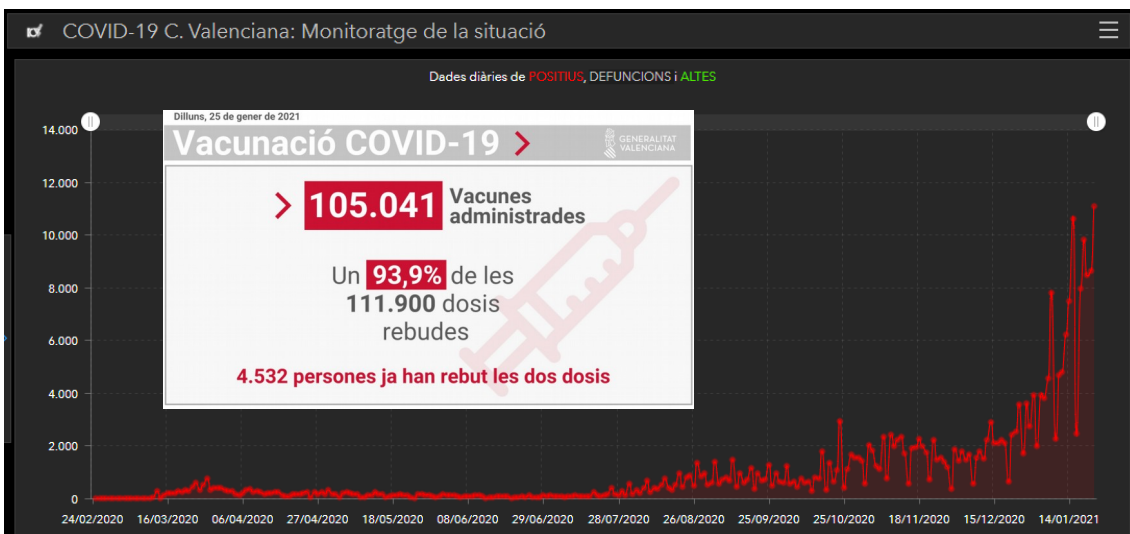 COVID-19 C. Valenciana: Monitoratge de la situació
Dades diàries de POSITIUS, DEFUNCIONS i ALTES
Dilluns, 25 de gener de 2021
Vacunació COVID-19
GENERALITAT
VALENCIANA
105.041 Vacunes
administrades
Un 93,9% de les
111.900 dosis
rebudes
4.532 persones ja han rebut les dos dosis
14.000
12.000
10.000
8.000
6.000
4.000
2.000
0
24/02/2020 16/03/2020 06/04/2020 27/04/2020 18/05/2020 08/06/2020 29/06/2020 28/07/2020 26/08/2020 25/09/2020 25/10/2020 18/11/2020 15/12/2020 14/01/2021